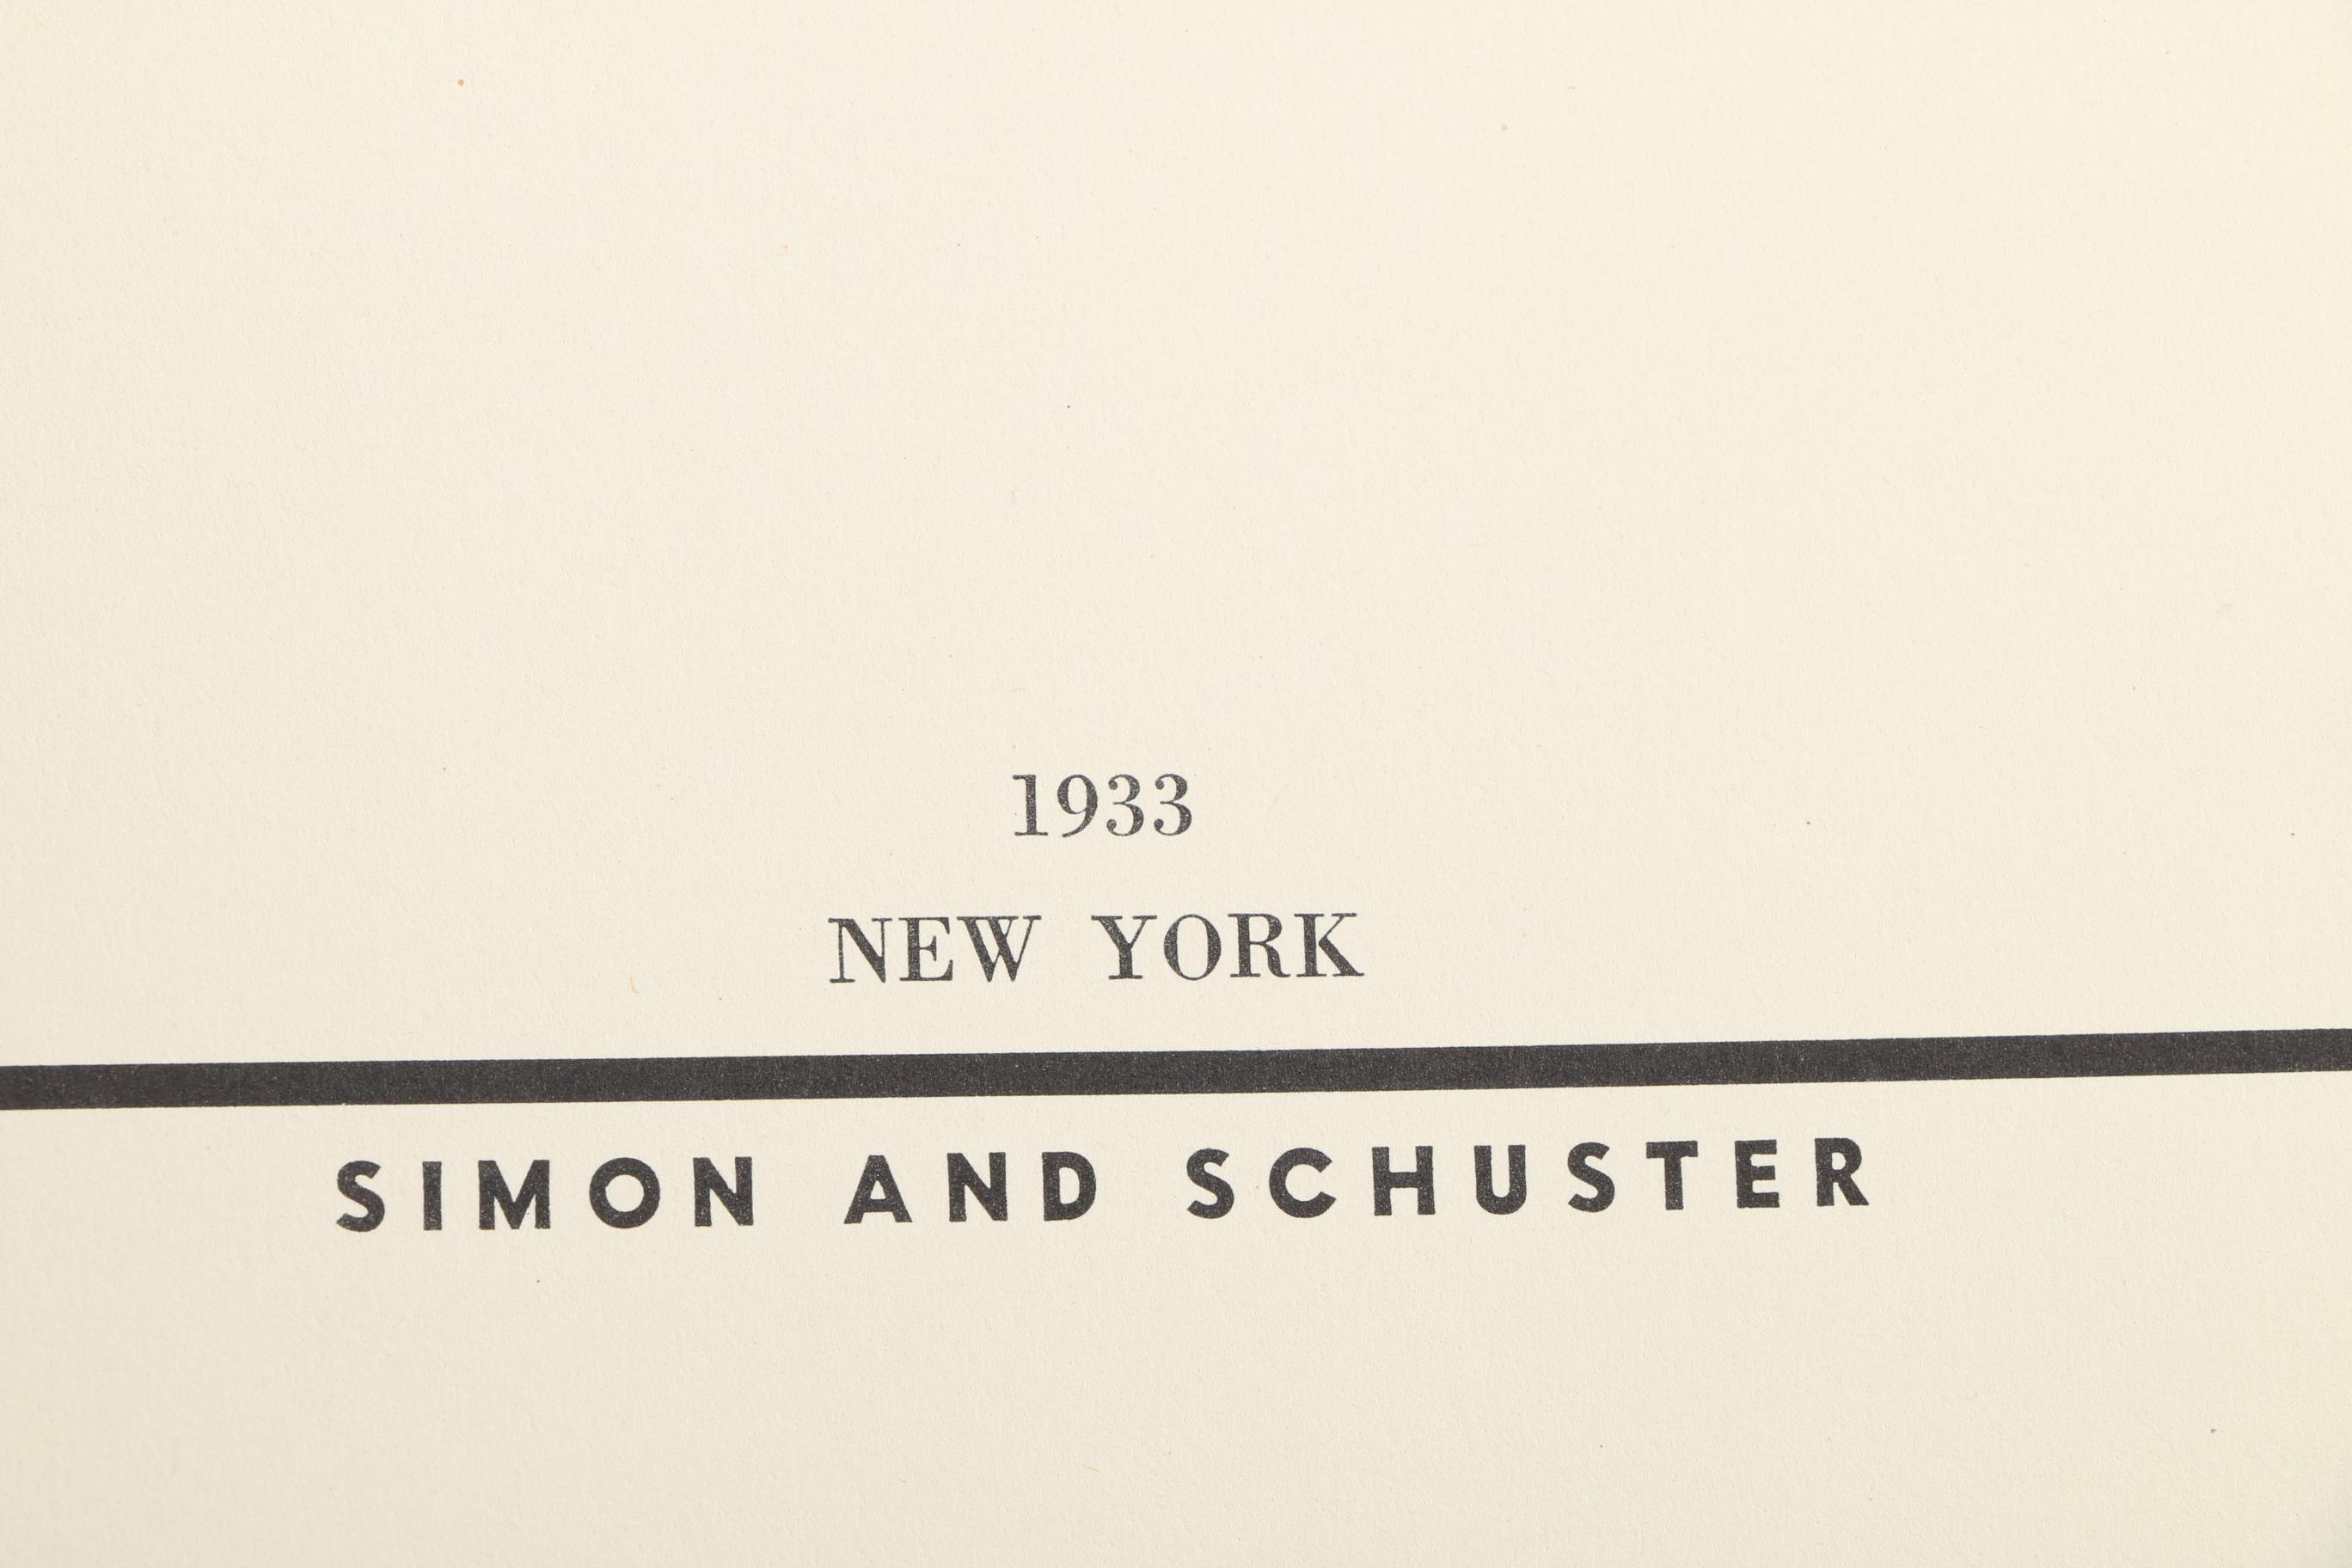 1933
NEW YORK
SIMON AND SCHUSTER